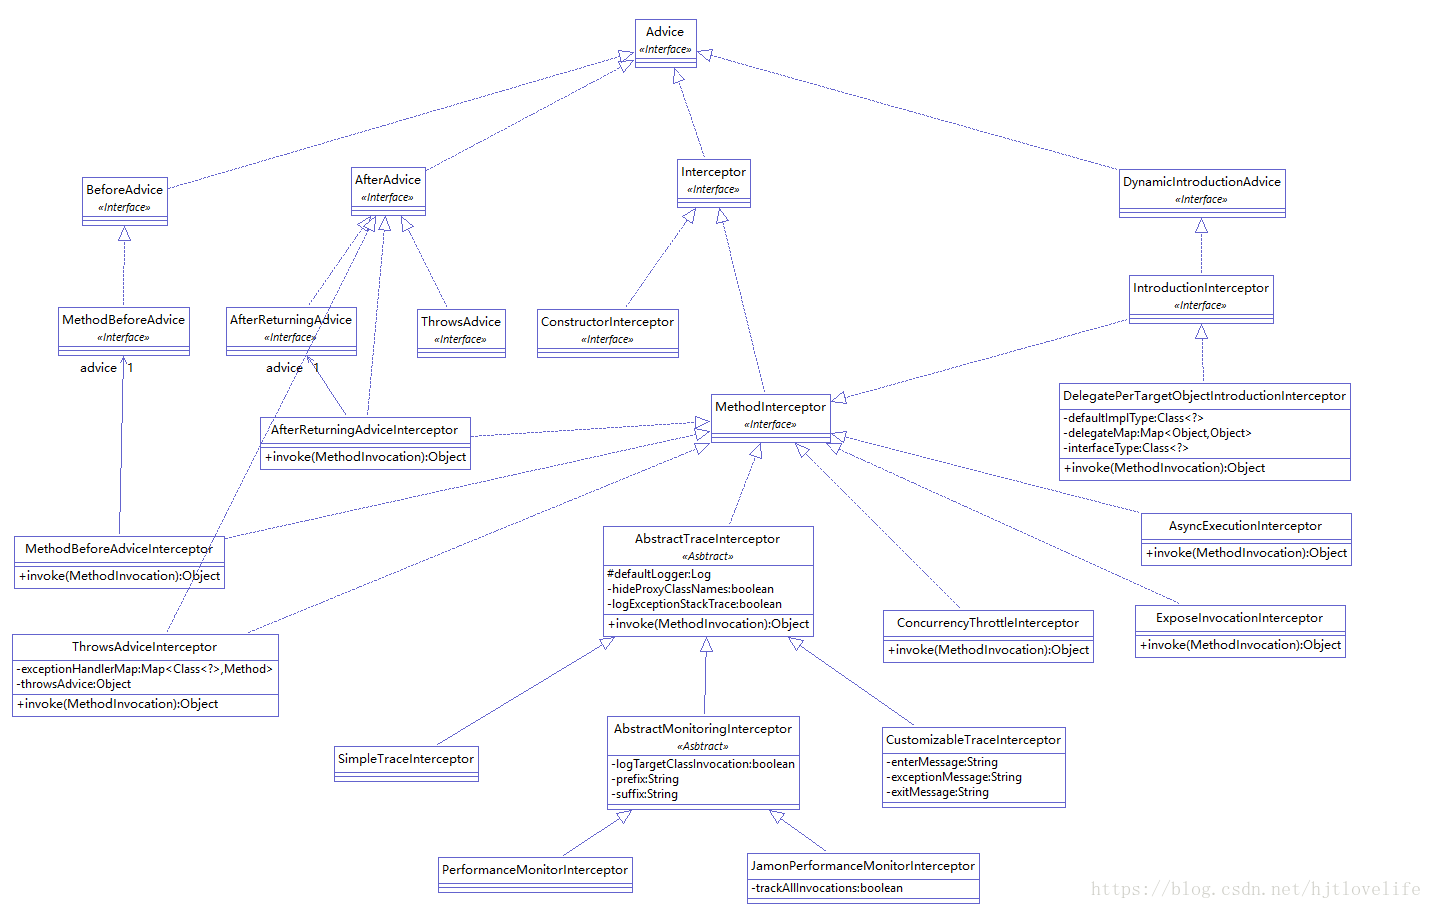 Advice
«Interface»
BeforeAdvice
«Interface»
AfterAdvice
«Interface»
Interceptor
«Interface»
DynamicIntroductionAdvice
«Interface»
MethodBeforeAdvice
«Interface»
advice 1
AfterReturningAdvice
«Interface»
advice 1
ThrowsAdvice
«Interface»
ConstructorInterceptor
«Interface»
IntroductionInterceptor
«Interface»
MethodInterceptor
«Interface»
DelegatePerTargetObjectIntroductionInterceptor
-defaultImplType:Class<?>
-delegateMap:Map<Object,Object>
-interfaceType:Class<?>
+invoke(MethodInvocation):Object
AfterReturningAdviceInterceptor
+invoke(MethodInvocation):Object
MethodBeforeAdviceInterceptor
+invoke(MethodInvocation):Object
AbstractTraceInterceptor
«Asbtract»
#defaultLogger:Log
-hideProxyClassNames:boolean
-logExceptionStackTrace:boolean
+invoke(MethodInvocation):Object
AsyncExecutionInterceptor
+invoke(MethodInvocation):Object
ConcurrencyThrottleInterceptor
+invoke(MethodInvocation):Object
ExposeInvocationInterceptor
+invoke(MethodInvocation):Object
ThrowsAdviceInterceptor
-exceptionHandlerMap:Map<Class<?>,Method>
-throwsAdvice:Object
+invoke(MethodInvocation):Object
SimpleTraceInterceptor
AbstractMonitoringInterceptor
«Asbtract»
-logTargetClassInvocation:boolean
-prefix:String
-suffix:String
CustomizableTraceInterceptor
-enterMessage:String
-exceptionMessage:String
-exitMessage:String
PerformanceMonitorInterceptor
JamonPerformanceMonitorInterceptor
-trackAllInvocations:boolean
https://blog.csdn.net/hjtlovelife